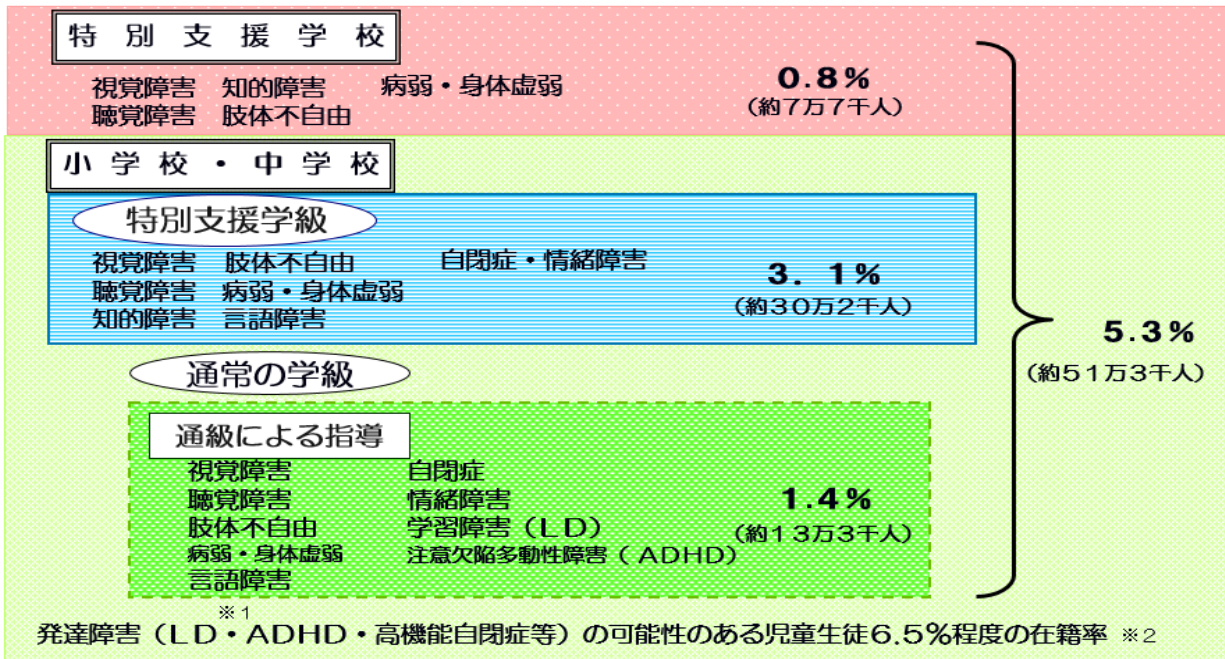 特別支援学校
視覚障害　知的障害　病弱・身体虚弱
聴覚障害　肢体不自由
0.8％
（約７万７千人）
小学校・中学校
特別支援学級
視覚障害　肢体不自由　自閉症・情緒障害
聴覚障害　病弱・身体虚弱
知的障害　言語障害
３．１％
（約３０万２千人）
通常の学級
通級による指導
視覚障害　自閉症
聴覚障害　情緒障害
肢体不自由　学習障害（ＬＤ）
病弱・身体虚弱　注意欠陥多動性障害（ＡＤＨＤ）
言語障害
1.4％
（約１３万３千人）
5.3％
（約５１万３千人）
※１
発達障害（ＬＤ・ＡＤＨＤ・高機能自閉症等）の可能性のある児童生徒６.５％程度の在籍率 ※２